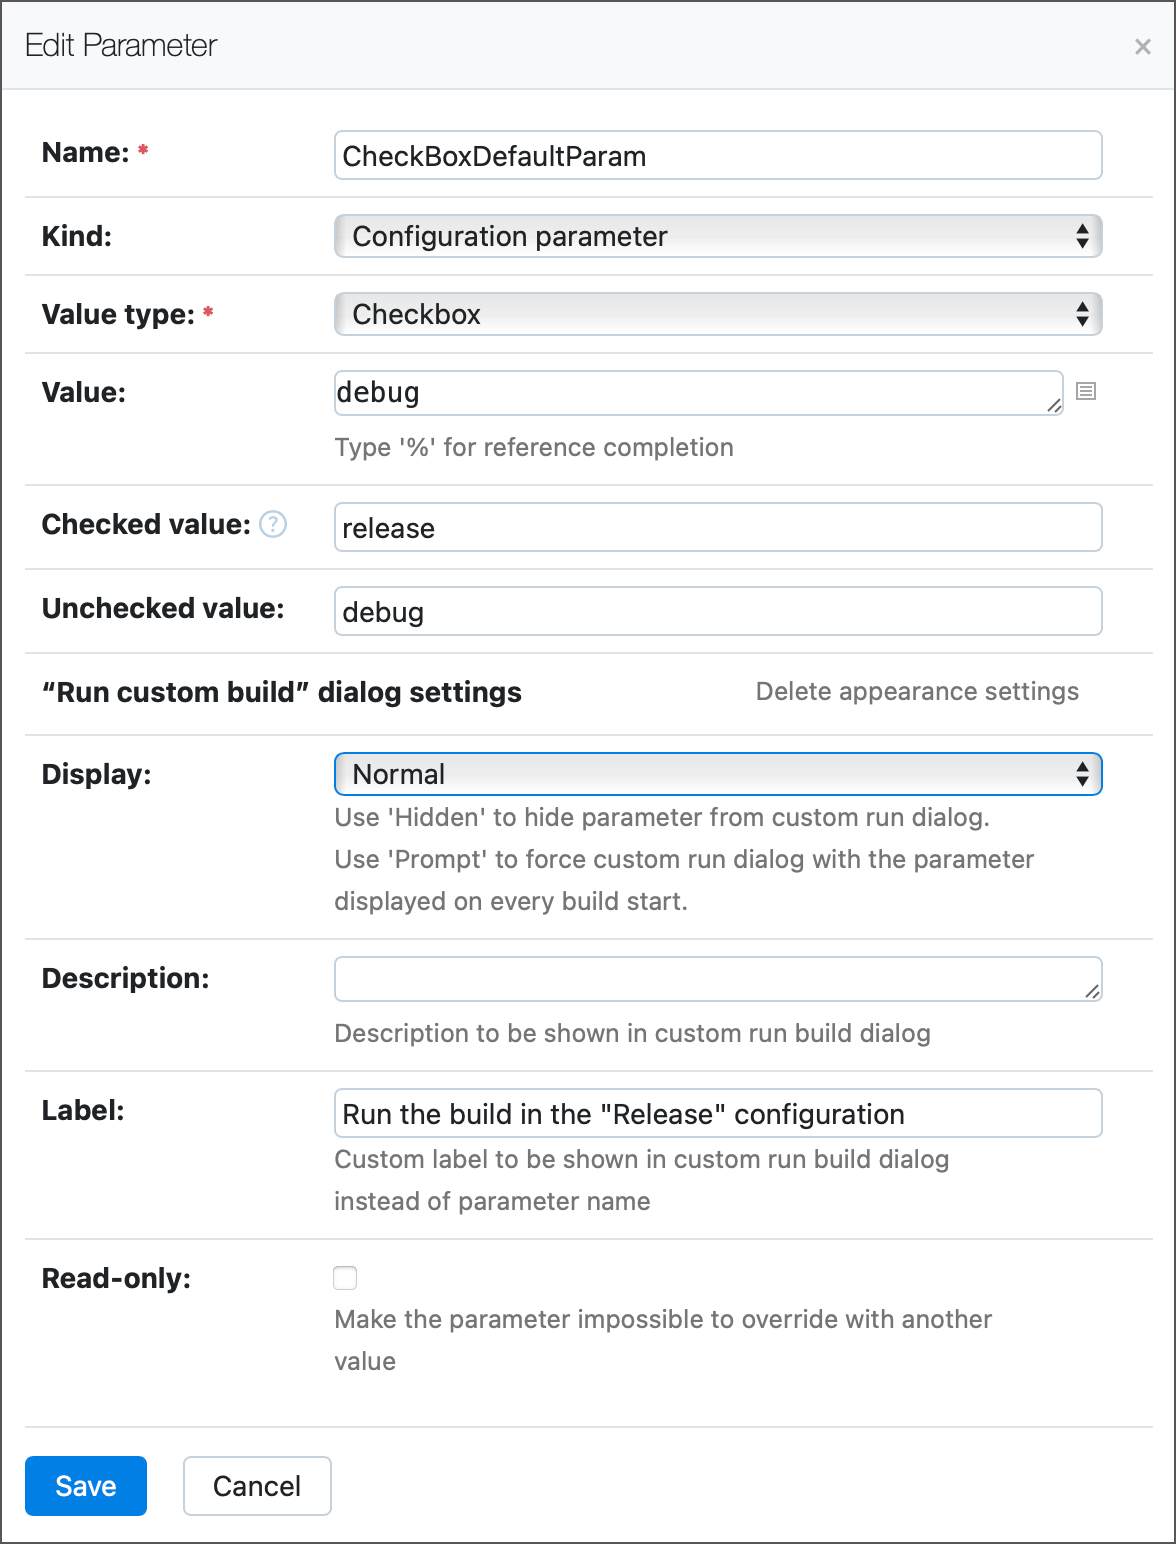 Edit Parameter
×
Name: *
CheckBoxDefaultParam
Kind:
Configuration parameter
Value type: *
Checkbox
Value:
debug
Type '%' for reference completion
Checked value: ?
release
Unchecked value:
debug
“Run custom build” dialog settings
Delete appearance settings
Display:
Normal
Use 'Hidden' to hide parameter from custom run dialog.
Use 'Prompt' to force custom run dialog with the parameter
displayed on every build start.
Description:
Description to be shown in custom run build dialog
Label:
Run the build in the "Release" configuration
Custom label to be shown in custom run build dialog
instead of parameter name
Read-only:
Make the parameter impossible to override with another
value
Save
Cancel